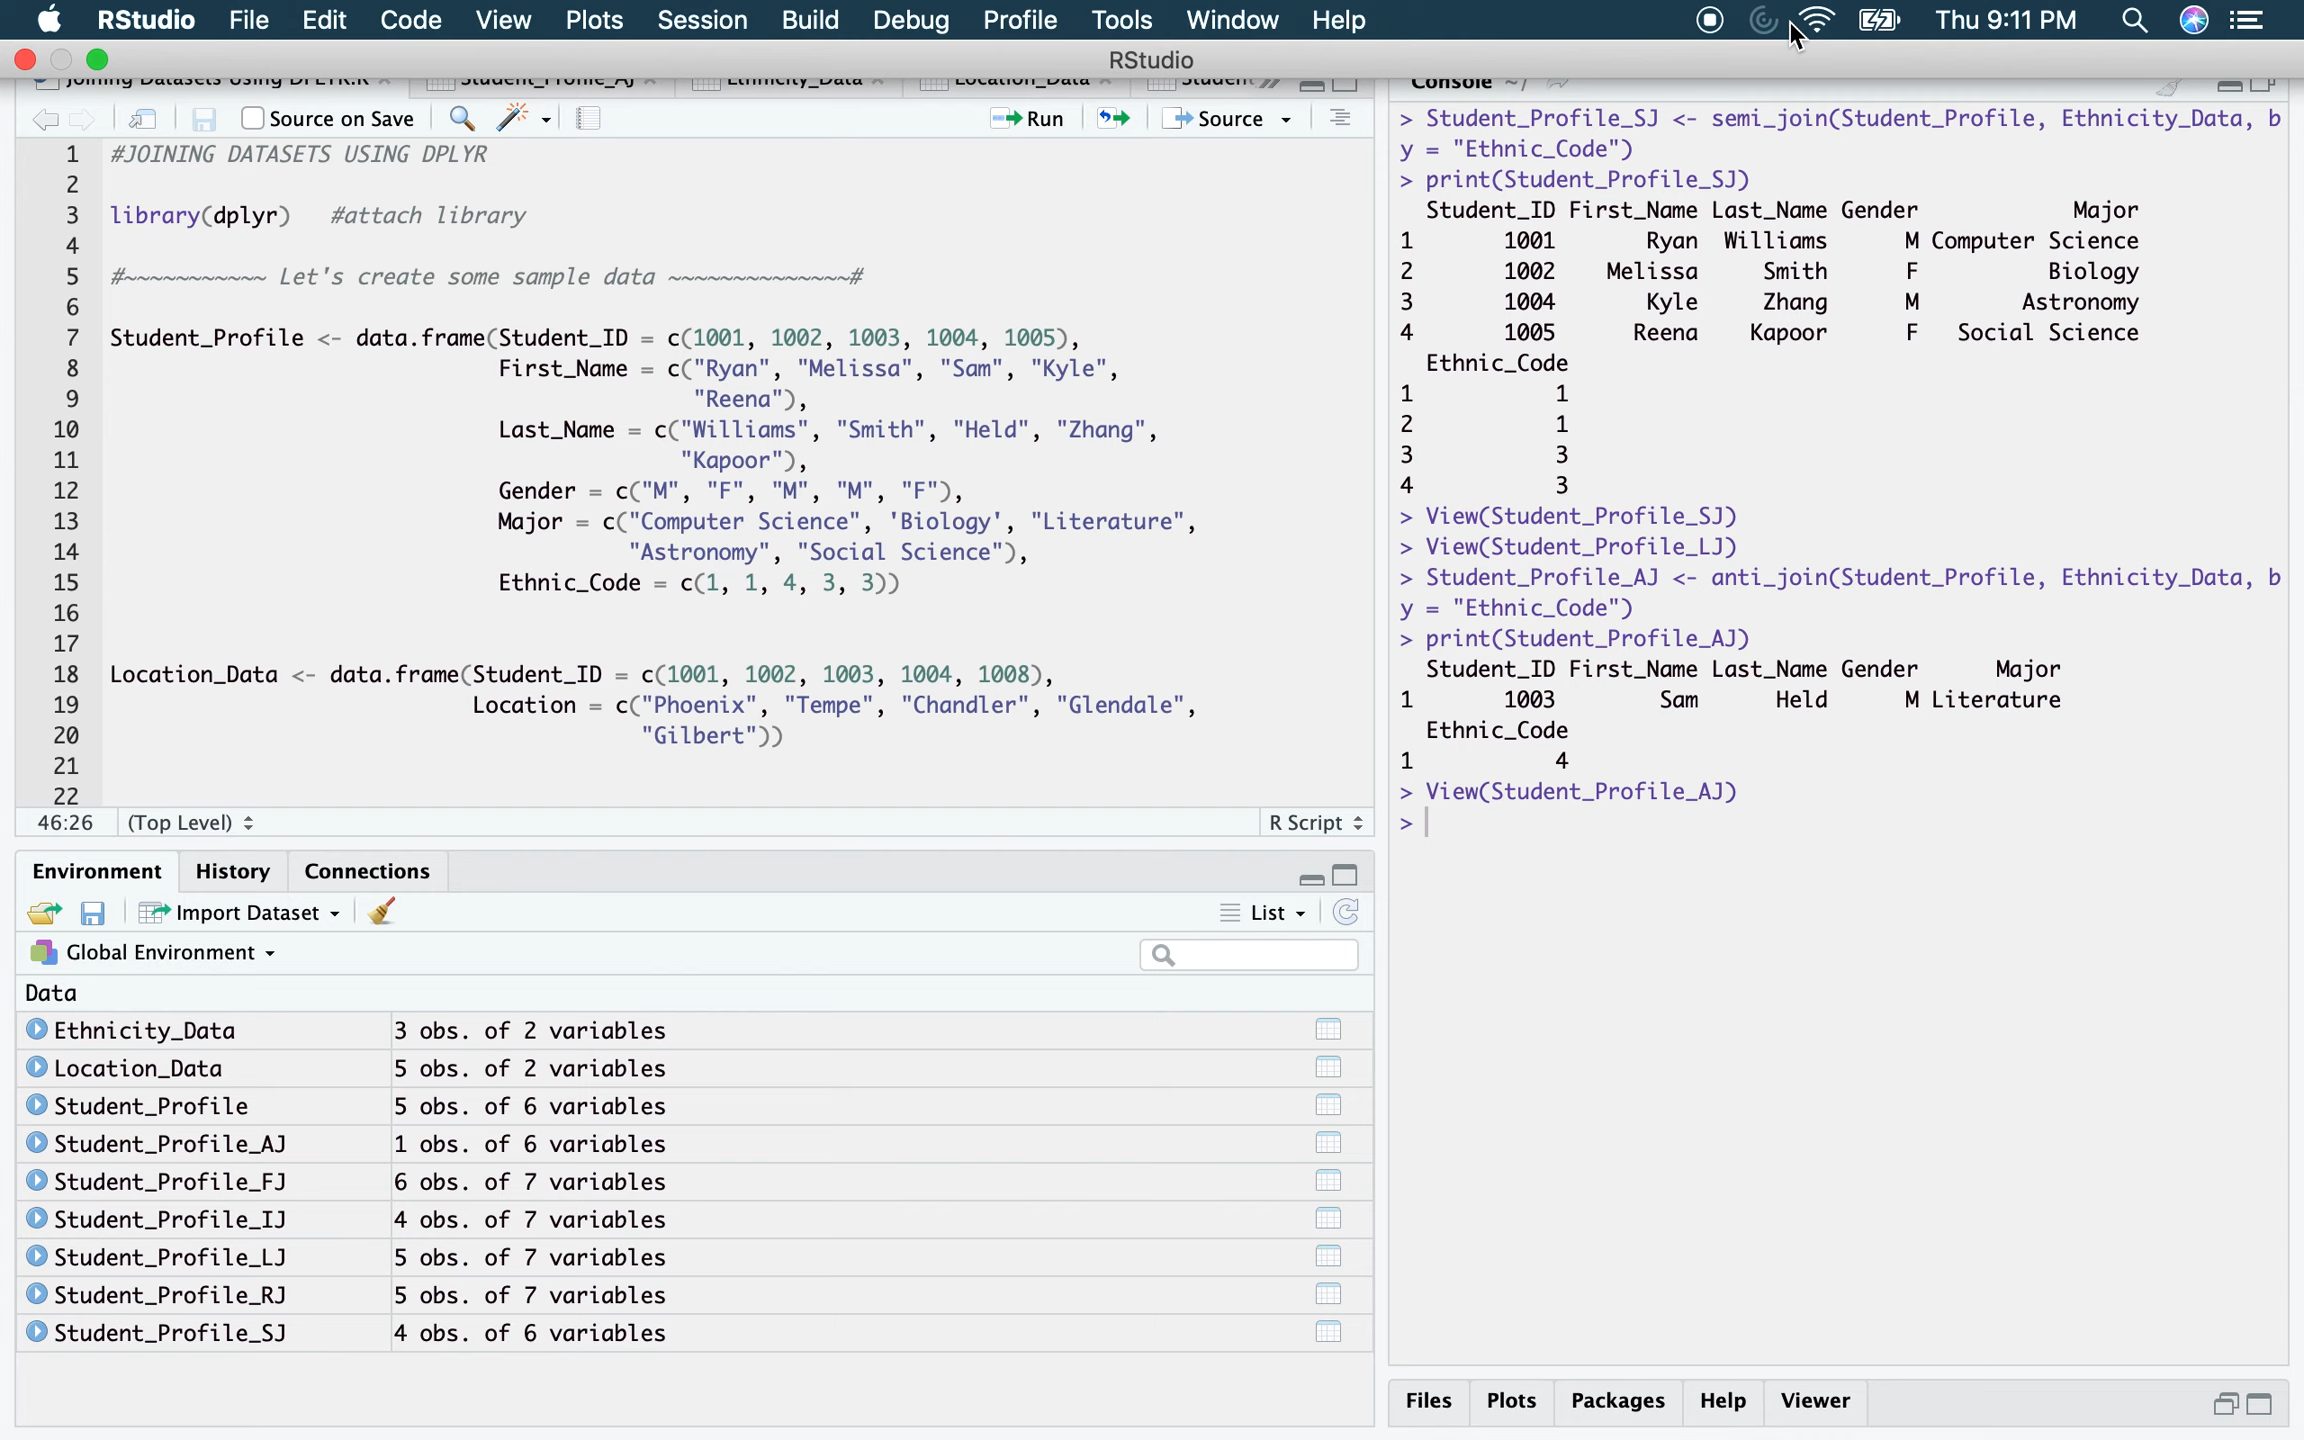 RStudio File Edit Code View Plots Session Build Debug Profile Tools Window Help Thu 9:11 PM
RStudio
Joining Datasets Using DPLYR.R Student_Profile_AJ Ethnicity_Data Location_Data Student
Source on Save Run Source
1 #JOINING DATASETS USING DPLYR
2
3 library(dplyr) #attach library
4
5 #~~~~~~~~~~~~ Let's create some sample data ~~~~~~~~~~~~~~#
6
7 Student_Profile <- data.frame(Student_ID = c(1001, 1002, 1003, 1004, 1005),
8 First_Name = c("Ryan", "Melissa", "Sam", "Kyle",
9 "Reena"),
10 Last_Name = c("Williams", "Smith", "Held", "Zhang",
11 "Kapoor"),
12 Gender = c("M", "F", "M", "M", "F"),
13 Major = c("Computer Science", 'Biology', "Literature",
14 "Astronomy", "Social Science"),
15 Ethnic_Code = c(1, 1, 4, 3, 3))
16
17
18 Location_Data <- data.frame(Student_ID = c(1001, 1002, 1003, 1004, 1008),
19 Location = c("Phoenix", "Tempe", "Chandler", "Glendale",
20 "Gilbert"))
21
22
46:26 (Top Level) R Script
Environment History Connections
Import Dataset List
Global Environment
Data
Ethnicity_Data 3 obs. of 2 variables
Location_Data 5 obs. of 2 variables
Student_Profile 5 obs. of 6 variables
Student_Profile_AJ 1 obs. of 6 variables
Student_Profile_FJ 6 obs. of 7 variables
Student_Profile_IJ 4 obs. of 7 variables
Student_Profile_LJ 5 obs. of 7 variables
Student_Profile_RJ 5 obs. of 7 variables
Student_Profile_SJ 4 obs. of 6 variables
Console ~/
> Student_Profile_SJ <- semi_join(Student_Profile, Ethnicity_Data, b
y = "Ethnic_Code")
> print(Student_Profile_SJ)
Student_ID First_Name Last_Name Gender Major
1 1001 Ryan Williams M Computer Science
2 1002 Melissa Smith F Biology
3 1004 Kyle Zhang M Astronomy
4 1005 Reena Kapoor F Social Science
Ethnic_Code
1 1
2 1
3 3
4 3
> View(Student_Profile_SJ)
> View(Student_Profile_LJ)
> Student_Profile_AJ <- anti_join(Student_Profile, Ethnicity_Data, b
y = "Ethnic_Code")
> print(Student_Profile_AJ)
Student_ID First_Name Last_Name Gender Major
1 1003 Sam Held M Literature
Ethnic_Code
1 4
> View(Student_Profile_AJ)
>
Files Plots Packages Help Viewer